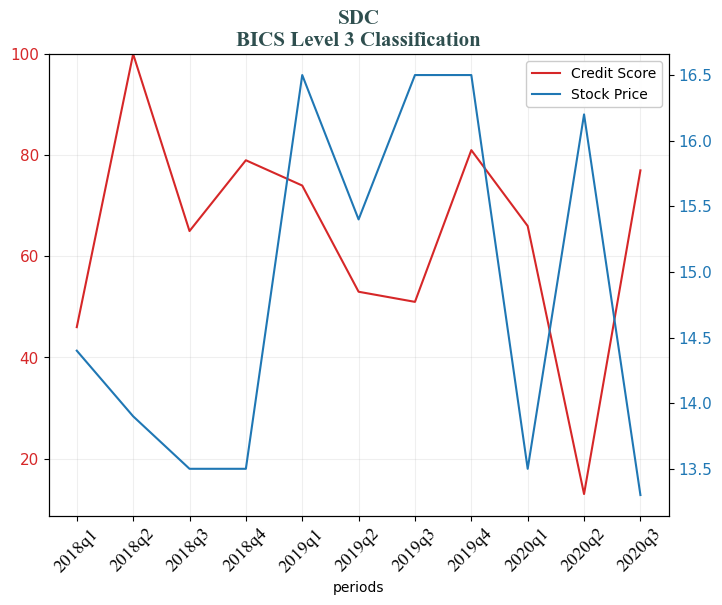 SDC
BICS Level 3 Classification
Credit Score
Stock Price
100
80
60
40
20
16.5
16.0
15.5
15.0
14.5
14.0
13.5
2018q1
2018q2
2018q3
2018q4
2019q1
2019q2
2019q3
2019q4
2020q1
2020q2
2020q3
periods